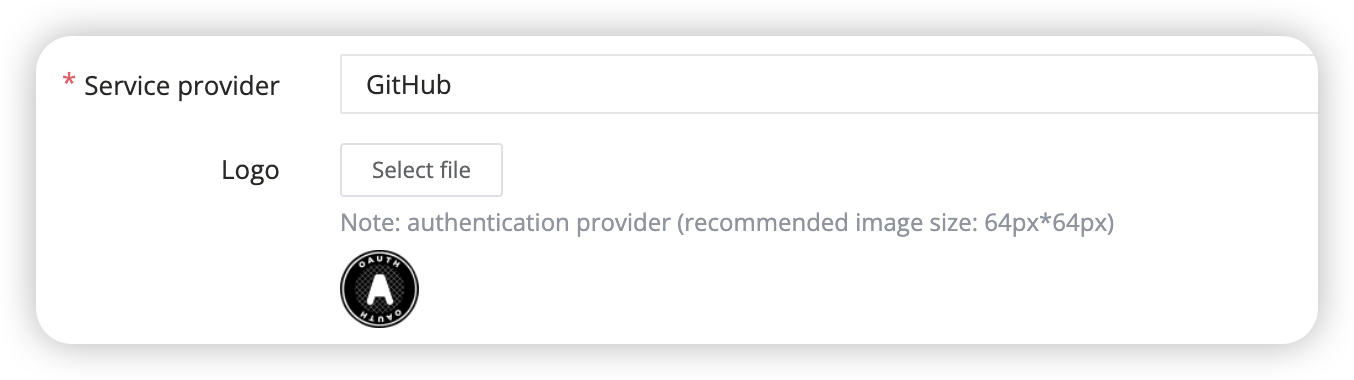 * Service provider
GitHub
Logo
Select file
Note: authentication provider (recommended image size: 64px*64px)
OAUTH
A
OAUTH